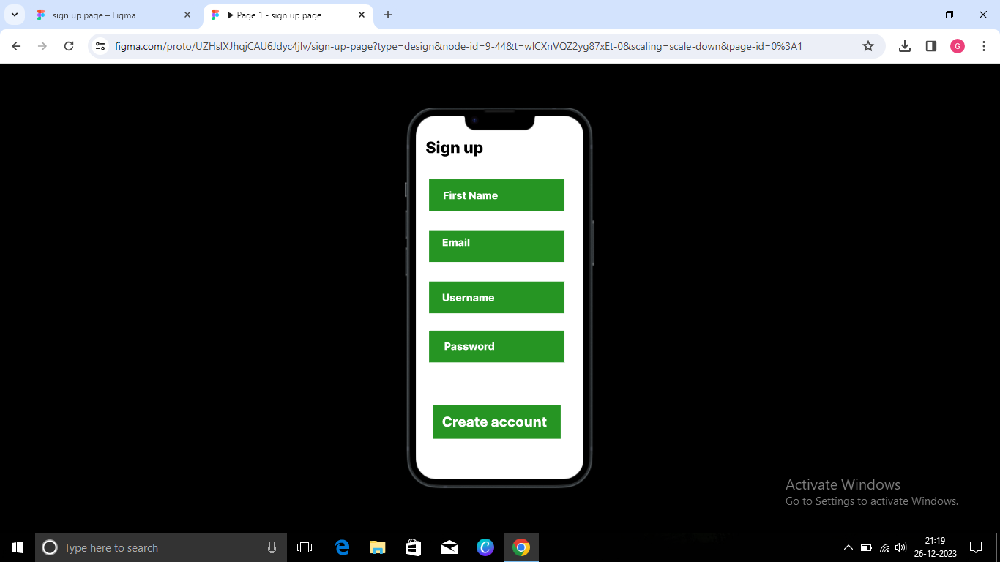 sign up page – Figma
Page 1 - sign up page
figma.com/proto/UZHslXJhqjCAU6Jdyc4jlv/sign-up-page?type=design&node-id=9-44&t=wlCXnVQZ2yg87xEt-0&scaling=scale-down&page-id=0%3A1
G
Sign up
First Name
Email
Username
Password
Create account
Activate Windows
Go to Settings to activate Windows.
Type here to search
21:19
26-12-2023